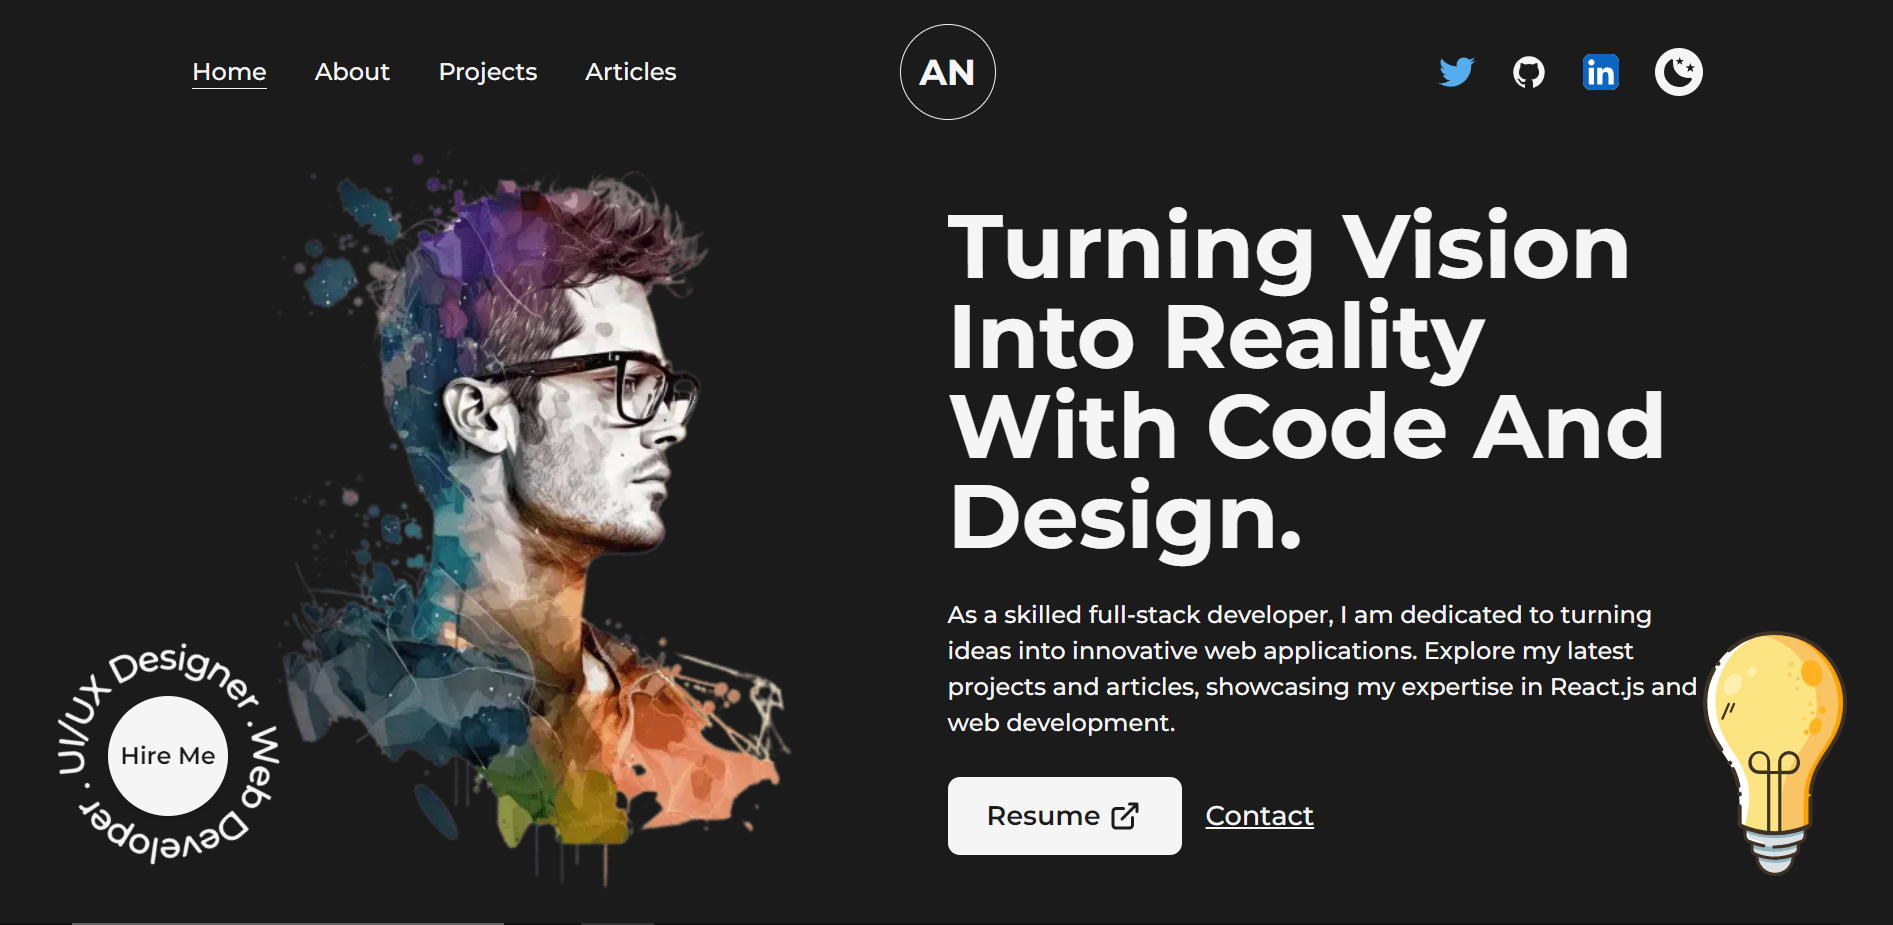 Home About Projects Articles
AN
in
Turning Vision
Into Reality
With Code And
Design.
As a skilled full-stack developer, I am dedicated to turning
ideas into innovative web applications. Explore my latest
projects and articles, showcasing my expertise in React.js and
web development.
Resume Contact
UI/UX Designer . Web Developer .
Hire Me